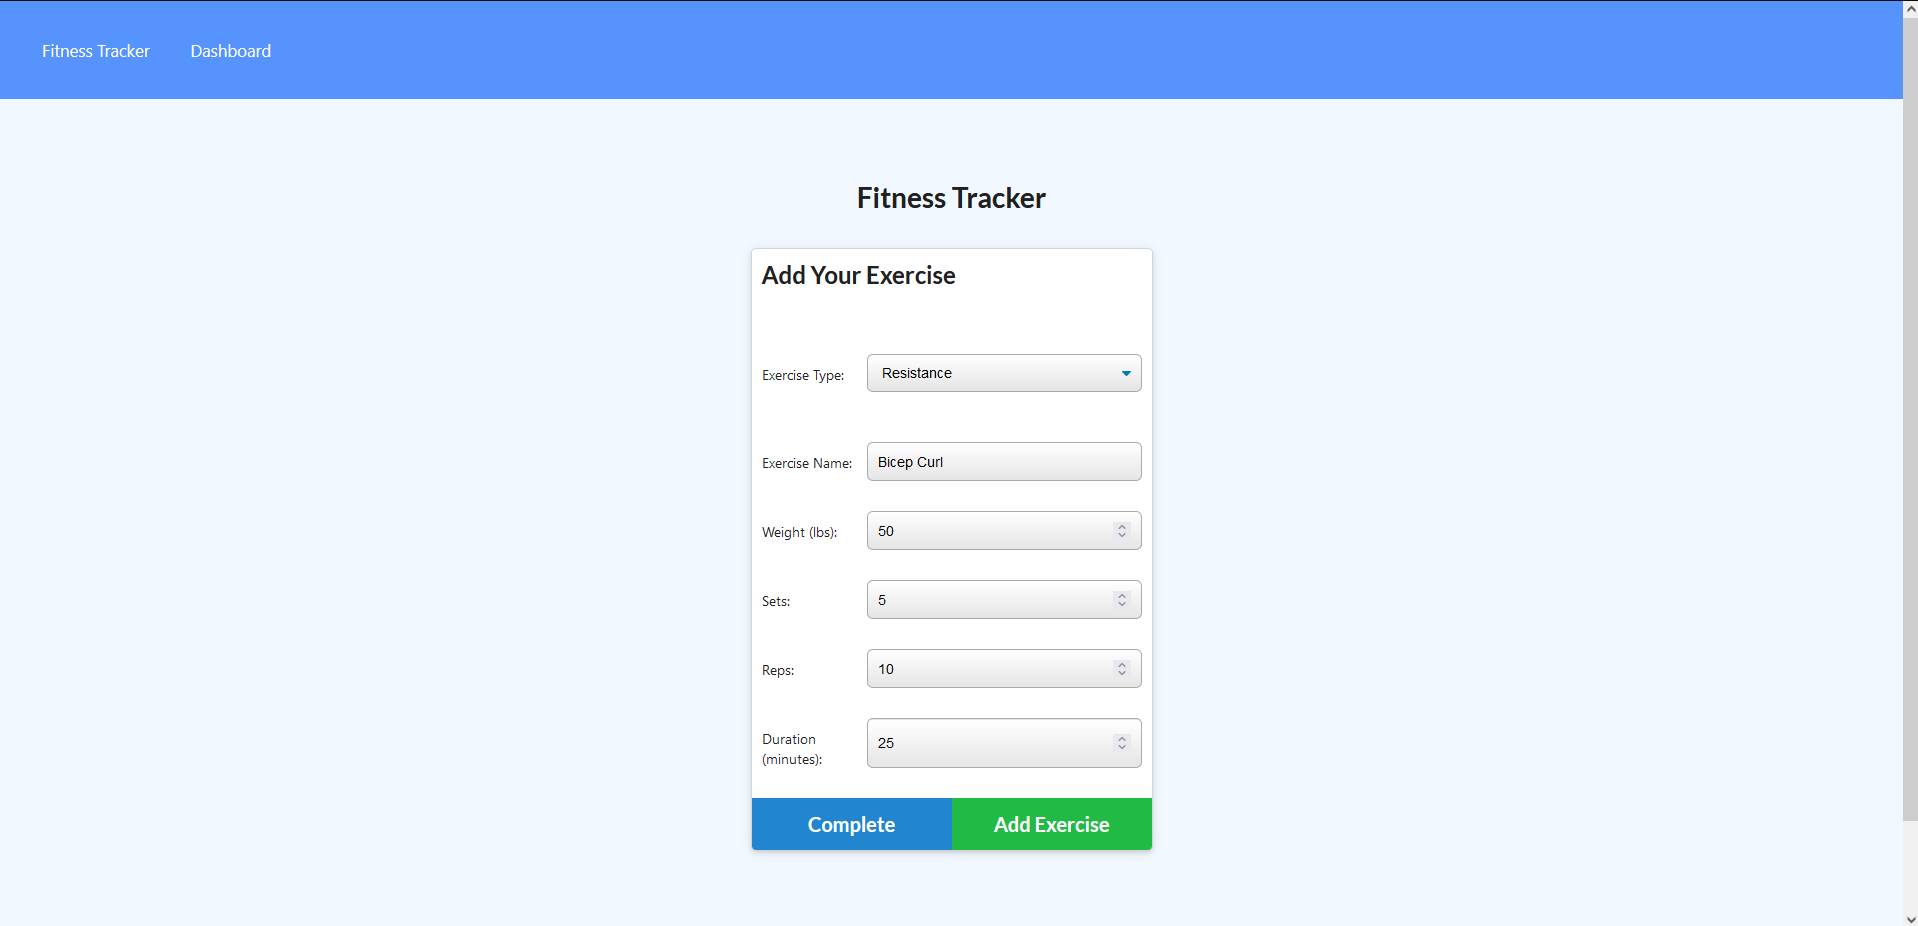 Fitness Tracker Dashboard
Fitness Tracker
Add Your Exercise
Exercise Type: Resistance
Exercise Name: Bicep Curl
Weight (lbs): 50
Sets: 5
Reps: 10
Duration
(minutes): 25
Complete Add Exercise